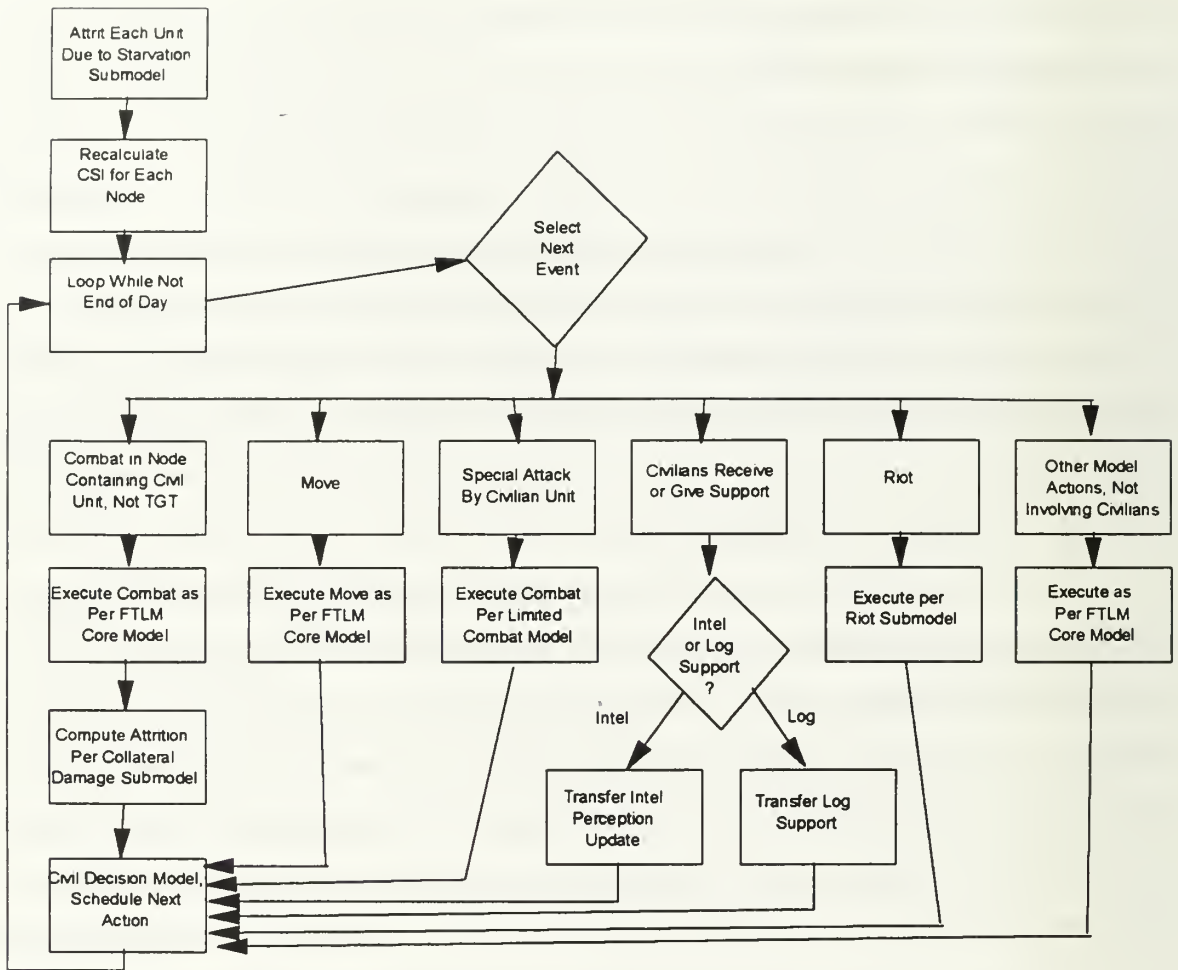 Attrit Each Unit
Due to Starvation
Submodel
Recalculate
CSI for Each
Node
Loop While Not
End of Day
Select
Next
Event
Combat in Node
Containing Civil
Unit, Not TGT
Move
Special Attack
By Civilian Unit
Civilians Receive
or Give Support
Riot
Other Model
Actions, Not
Involving Civilians
Execute Combat as
Per FTLM
Core Model
Execute Move as
Per FTLM
Core Model
Execute Combat
Per Limited
Combat Model
Intel
or Log
Support
?
Execute per
Riot Submodel
Execute as
Per FTLM
Core Model
Intel
Log
Compute Attrition
Per Collateral
Damage Submodel
Transfer Intel
Perception
Update
Transfer Log
Support
Civil Decision Model,
Schedule Next
Action